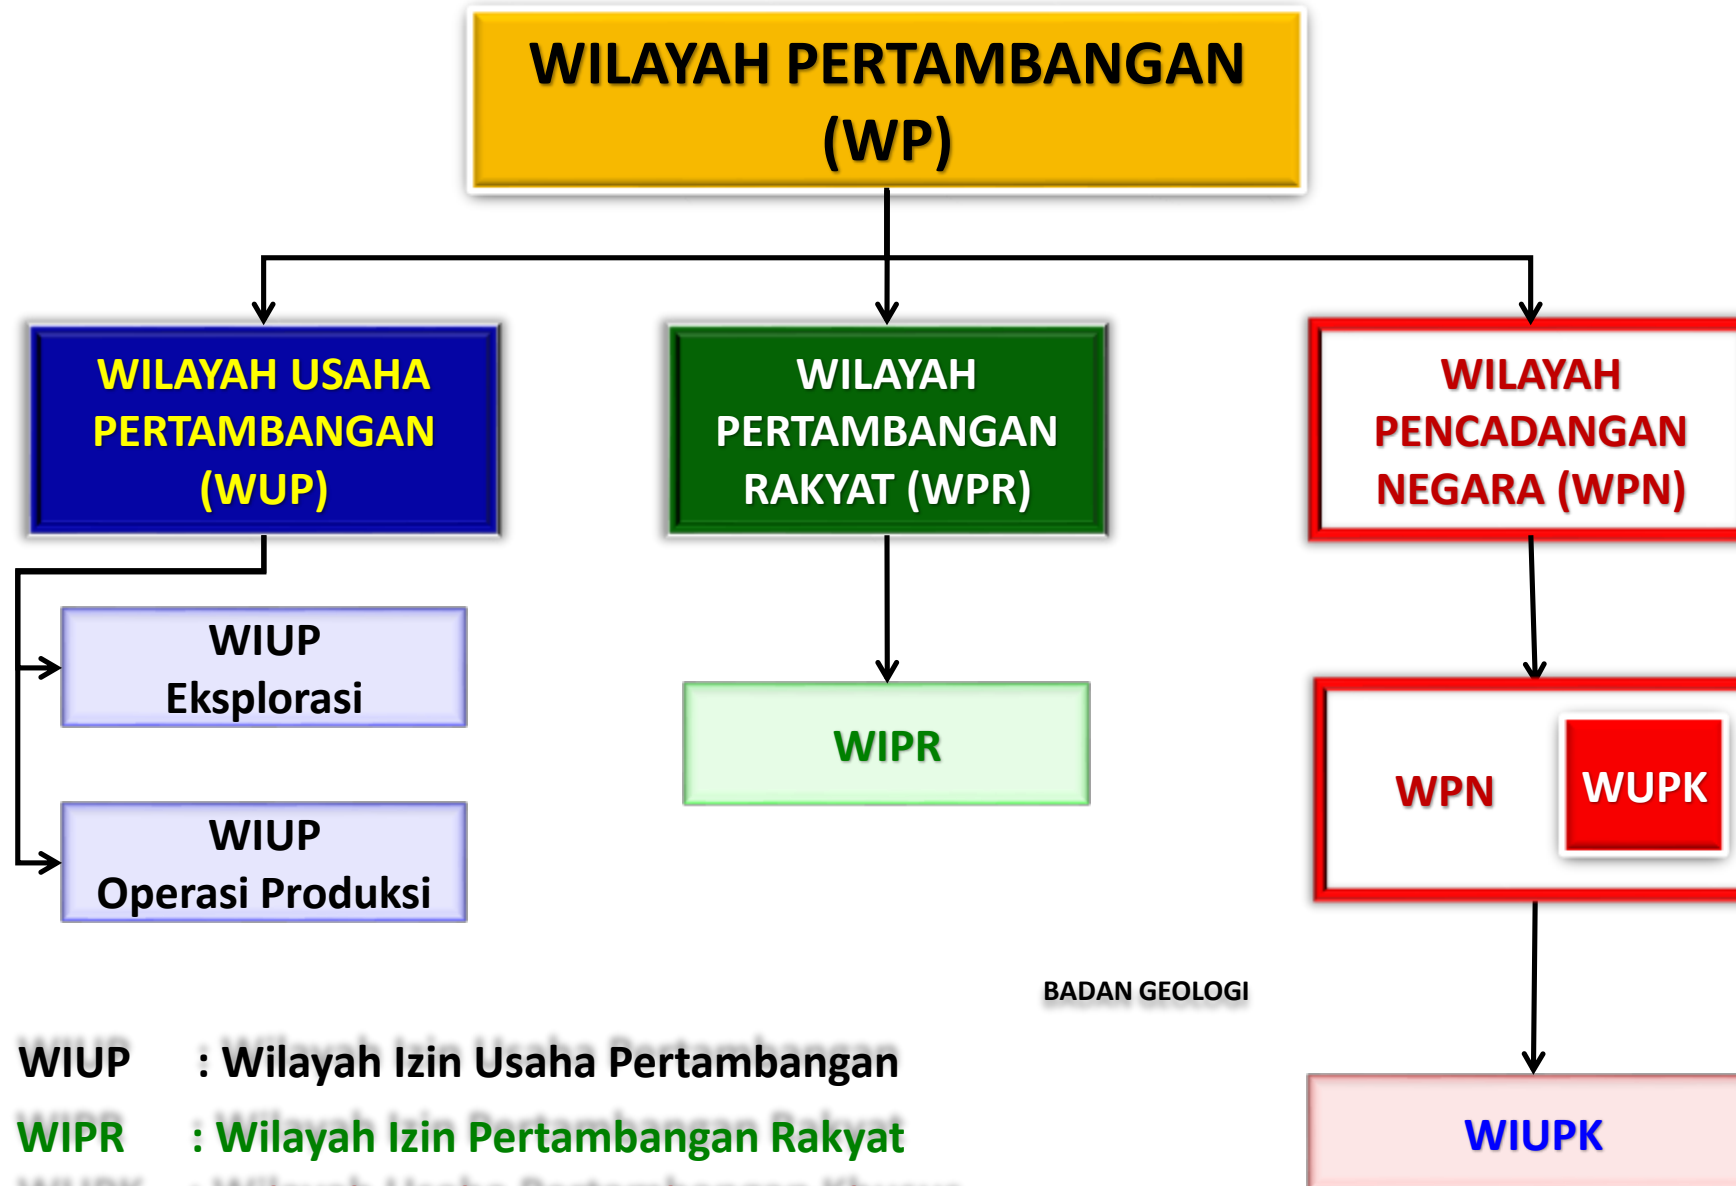 WILAYAH PERTAMBANGAN
(WP)
WILAYAH USAHA
PERTAMBANGAN
(WUP)
WILAYAH
PERTAMBANGAN
RAKYAT (WPR)
WILAYAH
PENCADANGAN
NEGARA (WPN)
WIUP
Eksplorasi
WIUP
Operasi Produksi
WIPR
WPN
WUPK
BADAN GEOLOGI
WIUPK
WIUP : Wilayah Izin Usaha Pertambangan
WIPR : Wilayah Izin Pertambangan Rakyat